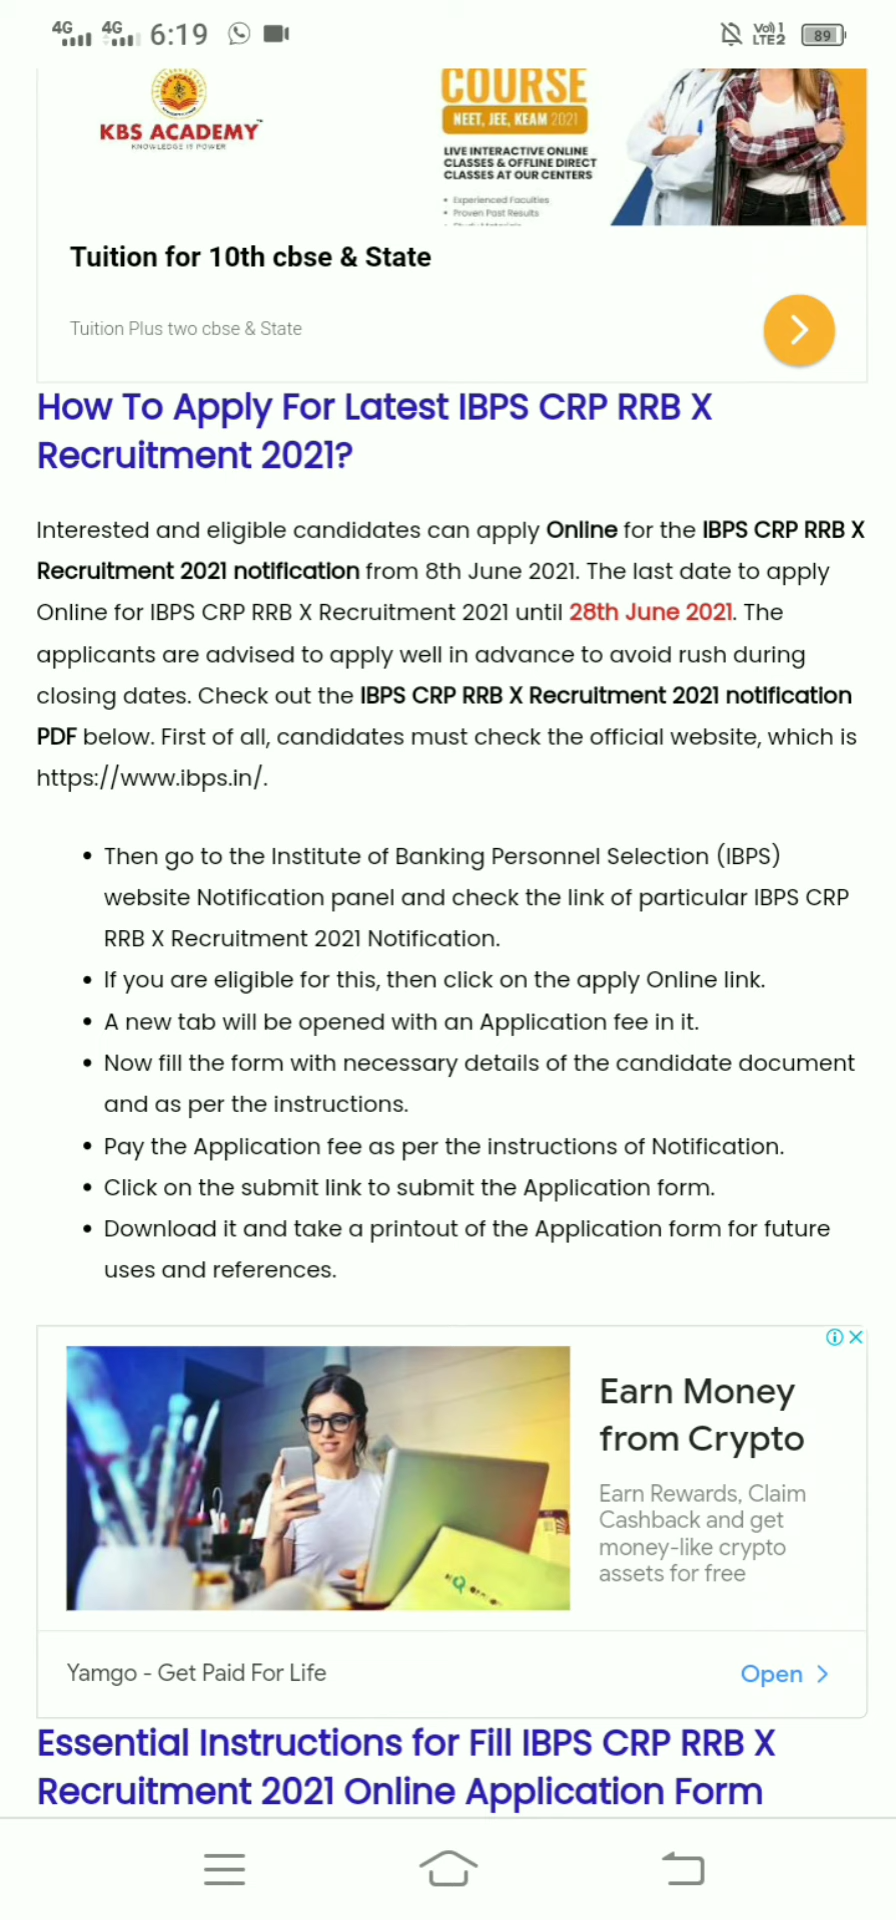 4G 4G 6:19 Vo) 1 LTE2 89
KBS ACADEMY
KNOWLEDGE IS POWER
COURSE
NEET, JEE, KEAM 2021
LIVE INTERACTIVE ONLINE
CLASSES & OFFLINE DIRECT
CLASSES AT OUR CENTERS
• Experienced Faculties
• Proven Past Results
Tuition for 10th cbse & State
Tuition Plus two cbse & State
How To Apply For Latest IBPS CRP RRB X
Recruitment 2021?
Interested and eligible candidates can apply Online for the IBPS CRP RRB X
Recruitment 2021 notification from 8th June 2021. The last date to apply
Online for IBPS CRP RRB X Recruitment 2021 until 28th June 2021. The
applicants are advised to apply well in advance to avoid rush during
closing dates. Check out the IBPS CRP RRB X Recruitment 2021 notification
PDF below. First of all, candidates must check the official website, which is
https://www.ibps.in/.
• Then go to the Institute of Banking Personnel Selection (IBPS)
website Notification panel and check the link of particular IBPS CRP
RRB X Recruitment 2021 Notification.
• If you are eligible for this, then click on the apply Online link.
• A new tab will be opened with an Application fee in it.
• Now fill the form with necessary details of the candidate document
and as per the instructions.
• Pay the Application fee as per the instructions of Notification.
• Click on the submit link to submit the Application form.
• Download it and take a printout of the Application form for future
uses and references.
Earn Money
from Crypto
Earn Rewards, Claim
Cashback and get
money-like crypto
assets for free
Yamgo - Get Paid For Life
Open
Essential Instructions for Fill IBPS CRP RRB X
Recruitment 2021 Online Application Form